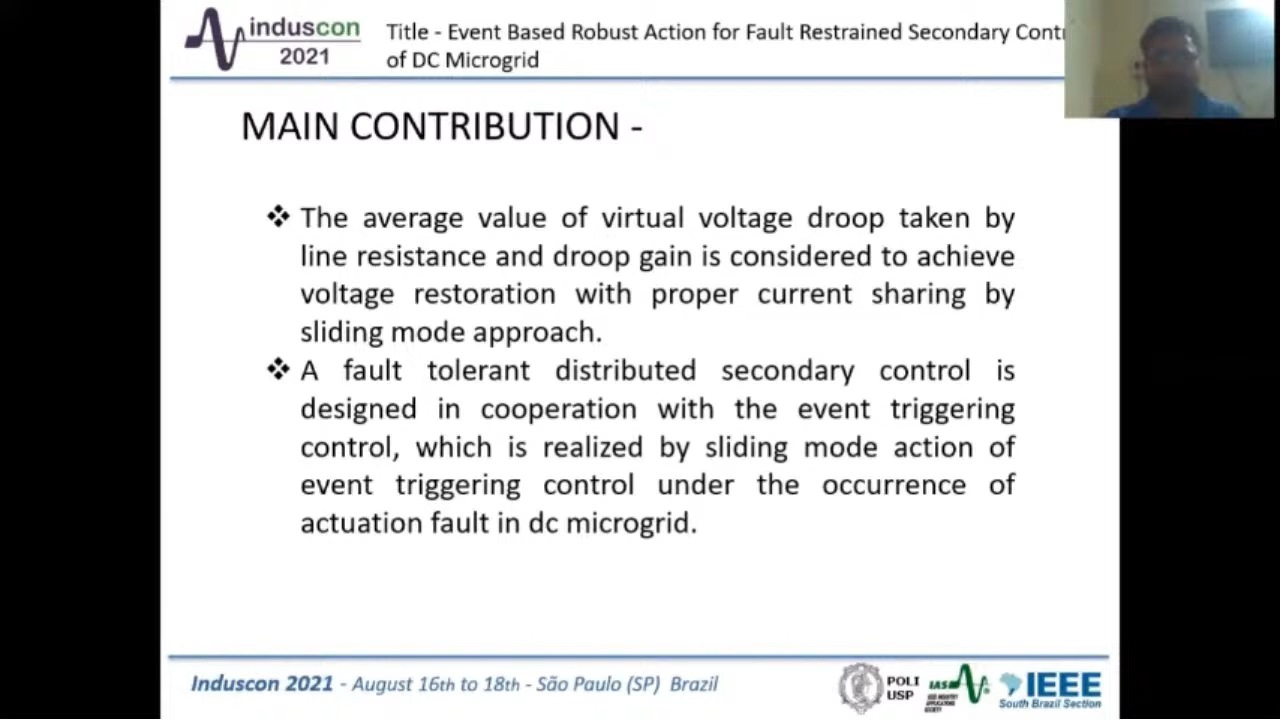 induscon
2021
Title - Event Based Robust Action for Fault Restrained Secondary Cont
of DC Microgrid
MAIN CONTRIBUTION -
❖ The average value of virtual voltage droop taken by
line resistance and droop gain is considered to achieve
voltage restoration with proper current sharing by
sliding mode approach.
❖ A fault tolerant distributed secondary control is
designed in cooperation with the event triggering
control, which is realized by sliding mode action of
event triggering control under the occurrence of
actuation fault in dc microgrid.
Induscon 2021 - August 16th to 18th - São Paulo (SP) Brazil
POLI
USP
IAS
IEEE INDUSTRY
APPLICATIONS
SOCIETY
IEEE
South Brazil Section